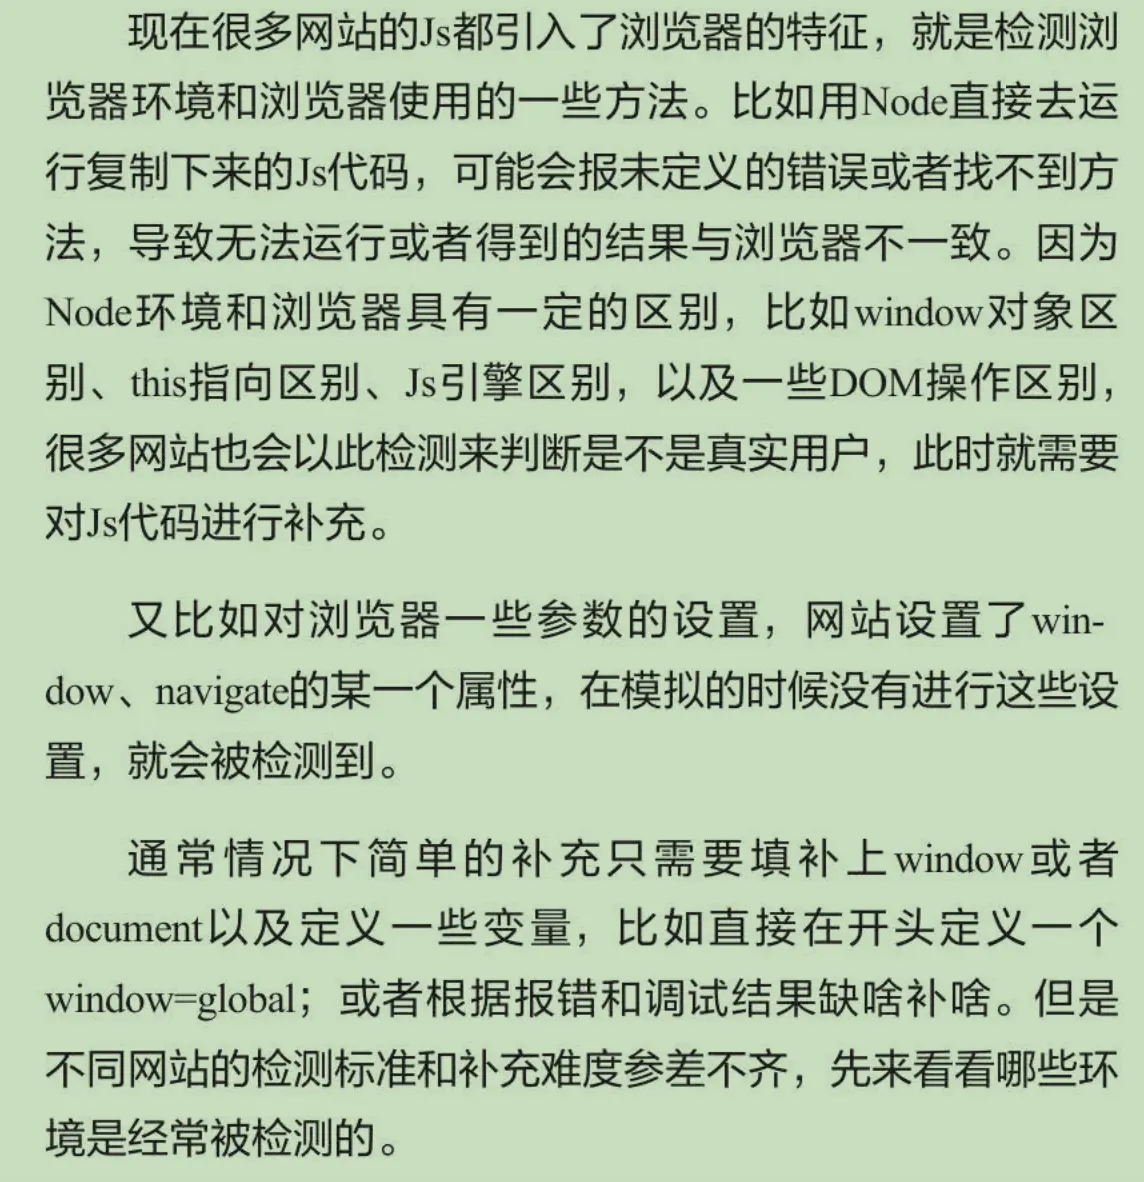 现在很多网站的Js都引入了浏览器的特征，就是检测浏
览器环境和浏览器使用的一些方法。比如用Node直接去运
行复制下来的Js代码，可能会报未定义的错误或者找不到方
法，导致无法运行或者得到的结果与浏览器不一致。因为
Node环境和浏览器具有一定的区别，比如window对象区
别、this指向区别、Js引擎区别，以及一些DOM操作区别，
很多网站也会以此检测来判断是不是真实用户，此时就需要
对Js代码进行补充。
又比如对浏览器一些参数的设置，网站设置了win-
dow、navigate的某一个属性，在模拟的时候没有进行这些设
置，就会被检测到。
通常情况下简单的补充只需要填补上window或者
document以及定义一些变量，比如直接在开头定义一个
window=global；或者根据报错和调试结果缺啥补啥。但是
不同网站的检测标准和补充难度参差不齐，先来看看哪些环
境是经常被检测的。